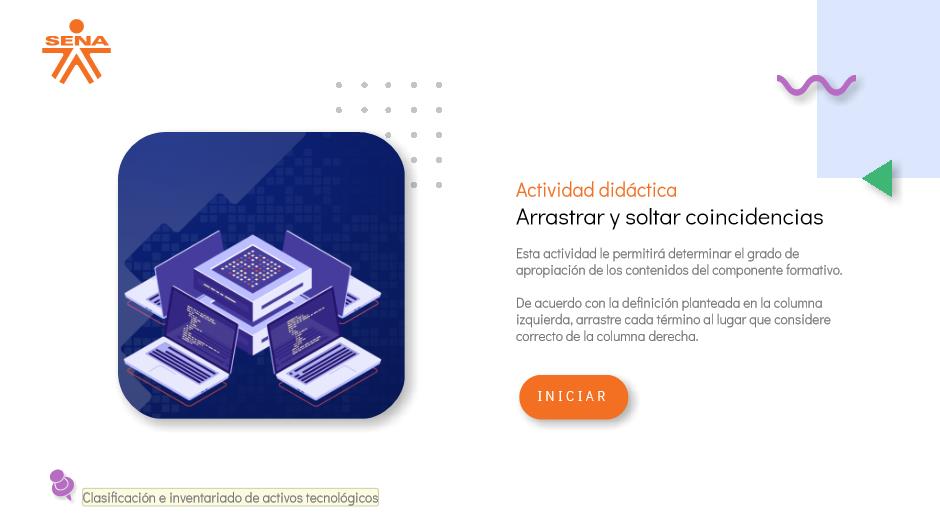 SENA
Actividad didáctica
Arrastrar y soltar coincidencias
Esta actividad le permitirá determinar el grado de
apropiación de los contenidos del componente formativo.
De acuerdo con la definición planteada en la columna
izquierda, arrastre cada término al lugar que considere
correcto de la columna derecha.
INICIAR
Clasificación e inventariado de activos tecnológicos